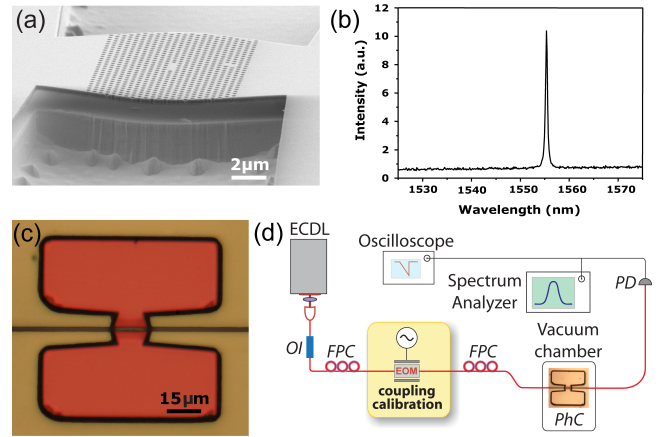 (a)
2μm
(b)
Intensity (a.u.)
12
10
8
6
4
2
0
1530 1540 1550 1560 1570
Wavelength (nm)
(c)
15μm
(d)
ECDL
Oscilloscope
Spectrum
Analyzer
PD
OI
FPC
EOM
coupling
calibration
FPC
Vacuum
chamber
PhC